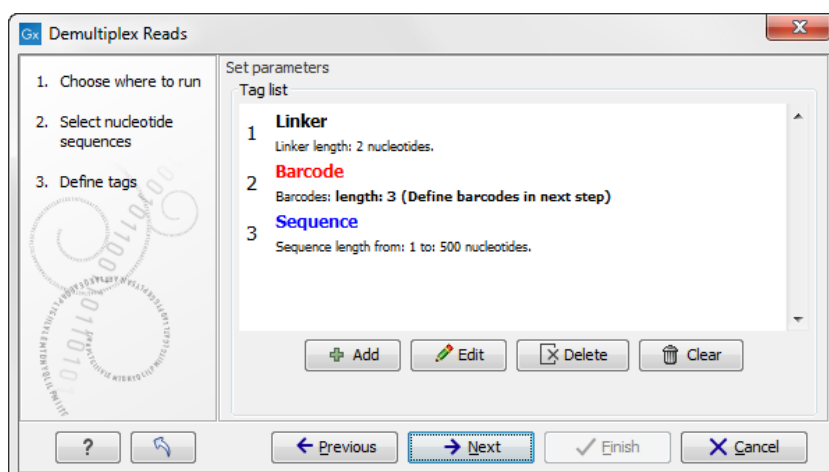 Gx Demultiplex Reads
1. Choose where to run
2. Select nucleotide
sequences
3. Define tags
Set parameters
Tag list
1 Linker
Linker length: 2 nucleotides.
2 Barcode
Barcodes: length: 3 (Define barcodes in next step)
3 Sequence
Sequence length from: 1 to: 500 nucleotides.
Add Edit Delete Clear
? Previous Next Finish Cancel